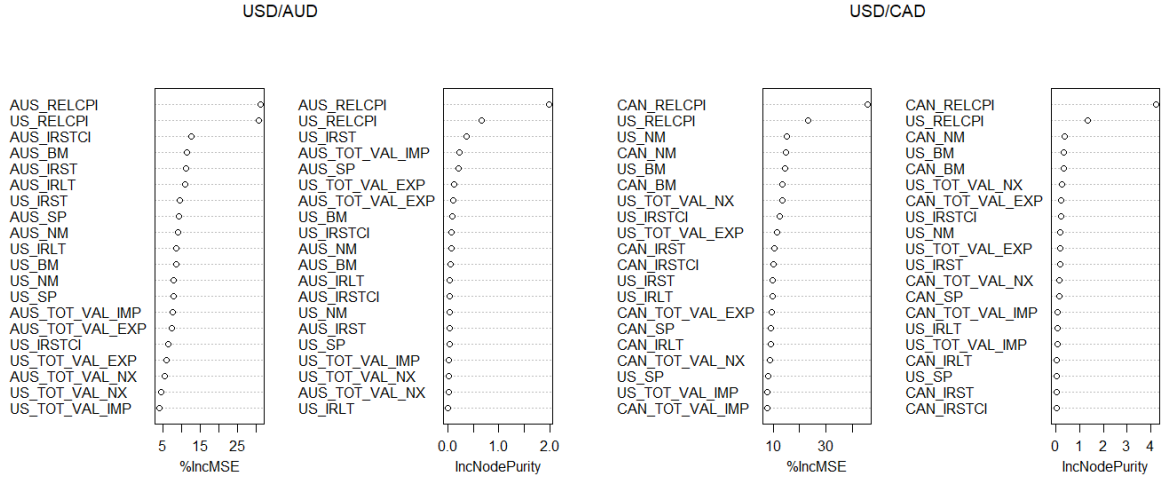 USD/AUD
AUS_RELCPI
US_RELCPI
AUS_IRSTCI
AUS_BM
AUS_IRST
AUS_IRLT
US_IRST
AUS_SP
AUS_NM
US_IRLT
US_BM
US_NM
US_SP
AUS_TOT_VAL_IMP
AUS_TOT_VAL_EXP
US_IRSTCI
US_TOT_VAL_EXP
AUS_TOT_VAL_NX
US_TOT_VAL_NX
US_TOT_VAL_IMP
5 15 25
%IncMSE
AUS_RELCPI
US_RELCPI
US_IRST
AUS_TOT_VAL_IMP
AUS_SP
US_TOT_VAL_EXP
AUS_TOT_VAL_EXP
US_BM
US_IRSTCI
AUS_NM
AUS_BM
AUS_IRLT
AUS_IRSTCI
US_NM
AUS_IRST
US_SP
US_TOT_VAL_IMP
US_TOT_VAL_NX
AUS_TOT_VAL_NX
US_IRLT
0.0 1.0 2.0
IncNodePurity
USD/CAD
CAN_RELCPI
US_RELCPI
US_NM
CAN_NM
US_BM
CAN_BM
US_TOT_VAL_NX
US_IRSTCI
US_TOT_VAL_EXP
CAN_IRST
CAN_IRSTCI
US_IRST
US_IRLT
CAN_TOT_VAL_EXP
CAN_SP
CAN_IRLT
CAN_TOT_VAL_NX
US_SP
US_TOT_VAL_IMP
CAN_TOT_VAL_IMP
10 30
%IncMSE
CAN_RELCPI
US_RELCPI
CAN_NM
US_BM
CAN_BM
US_TOT_VAL_NX
CAN_TOT_VAL_EXP
US_IRSTCI
US_NM
US_TOT_VAL_EXP
US_IRST
CAN_TOT_VAL_NX
CAN_SP
CAN_TOT_VAL_IMP
US_IRLT
US_TOT_VAL_IMP
CAN_IRLT
US_SP
CAN_IRST
CAN_IRSTCI
0 1 2 3 4
IncNodePurity